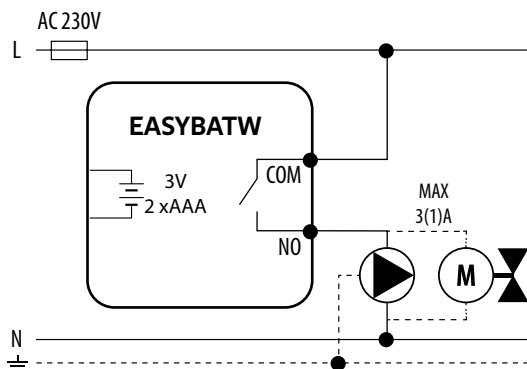 AC 230V
L
EASYBATW
3V
2 xAAA
COM
NO
MAX
3(1)A
M
N